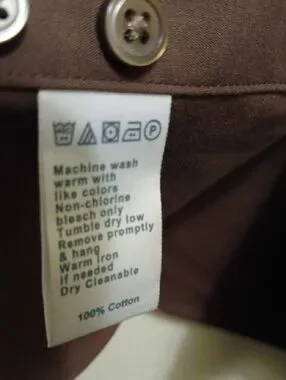 Machine wash
warm with
like colors
Non-chlorine
bleach only
Tumble dry low
Remove promptly
& hang
Warm iron
if needed
Dry Cleanable
100% Cotton